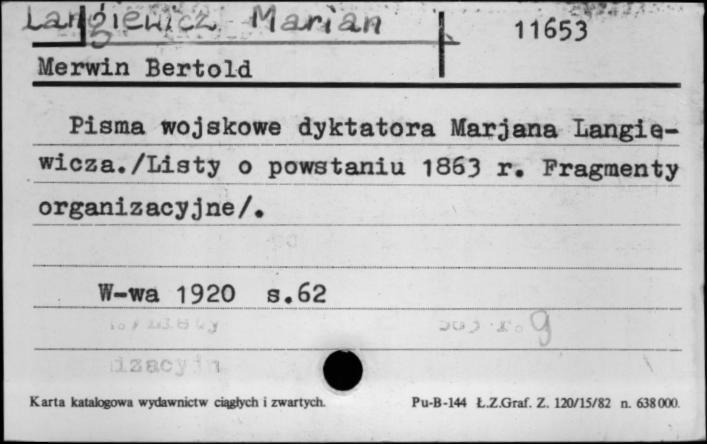 Langiewicz Marian
11653
Merwin Bertold
Pisma wojskowe dyktatora Marjana Langie-
wicza./Listy o powstaniu 1863 r. Fragmenty
organizacyjne/.
W-wa 1920 s.62
g
izacyjn
Karta katalogowa wydawnictw ciągłych i zwartych. Pu-B-144 Ł.Z.Graf. Z. 120/15/82 n. 638000.